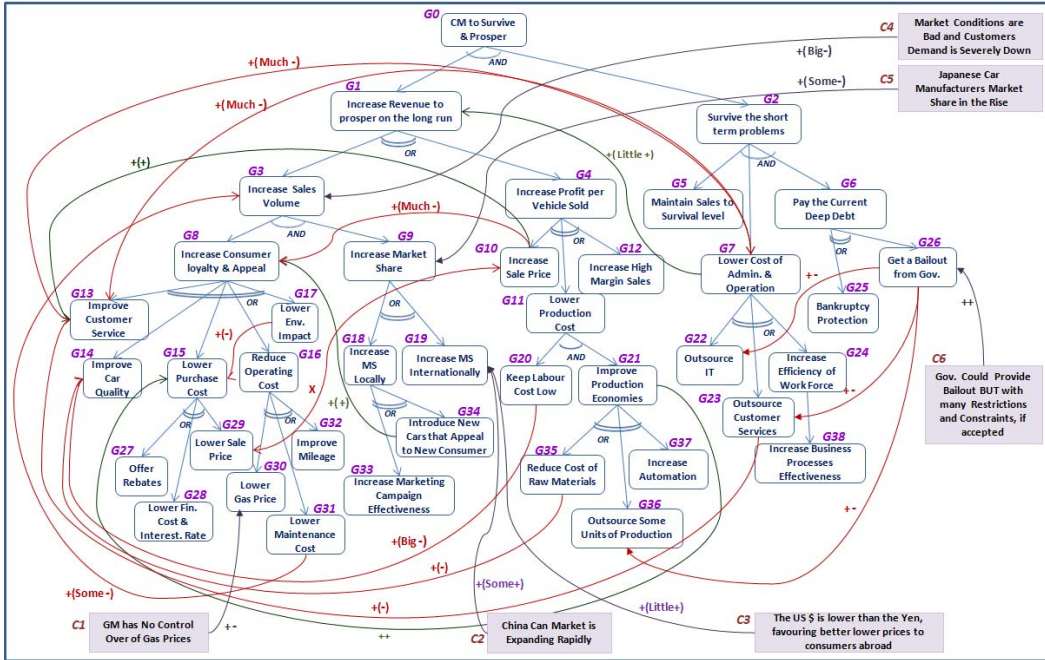 G0
CM to Survive
& Prosper
AND
C4
Market Conditions are
Bad and Customers
Demand is Severely Down
+(Big-)
+(Much -)
C5
Japanese Car
Manufacturers Market
Share in the Rise
+(Some-)
+(Much -)
G1
Increase Revenue to
prosper on the long run
OR
G2
Survive the short
term problems
AND
+(+)
+(Little +)
G3
Increase Sales
Volume
AND
G4
Increase Profit per
Vehicle Sold
OR
G5
Maintain Sales to
Survival level
G6
Pay the Current
Deep Debt
OR
+(Much -)
G8
Increase Consumer
loyalty & Appeal
OR
G9
Increase Market
Share
OR
G10
Increase
Sale Price
G12
Increase High
Margin Sales
G7
Lower Cost of
Admin. &
Operation
OR
+ -
G26
Get a Bailout
from Gov.
G13
Improve
Customer
Service
G17
Lower
Env.
Impact
G11
Lower
Production
Cost
AND
G25
Bankruptcy
Protection
++
+(-)
G14
Improve
Car
Quality
G15
Lower
Purchase
Cost
OR
G16
Reduce
Operating
Cost
OR
X
G18
Increase
MS
Locally
OR
G19
Increase MS
Internationally
G20
Keep Labour
Cost Low
G21
Improve
Production
Economies
OR
G22
Outsource
IT
G24
Increase
Efficiency of
Work Force
C6
Gov. Could Provide
Bailout BUT with
many Restrictions
and Constraints, if
accepted
+(+)
G23
Outsource
Customer
Services
+ -
G27
Offer
Rebates
G29
Lower Sale
Price
G32
Improve
Mileage
G34
Introduce New
Cars that Appeal
to New Consumer
G35
Reduce Cost of
Raw Materials
G37
Increase
Automation
G38
Increase Business
Processes
Effectiveness
G28
Lower Fin.
Cost &
Interest. Rate
G30
Lower
Gas Price
G33
Increase Marketing
Campaign
Effectiveness
G36
Outsource Some
Units of Production
G31
Lower
Maintenance
Cost
+(Big -)
+ -
+(-)
+(Some -)
+(Some+)
+(-)
+(Little+)
C1
GM has No Control
Over of Gas Prices
+ -
++
C2
China Can Market is
Expanding Rapidly
C3
The US $ is lower than the Yen,
favouring better lower prices to
consumers abroad